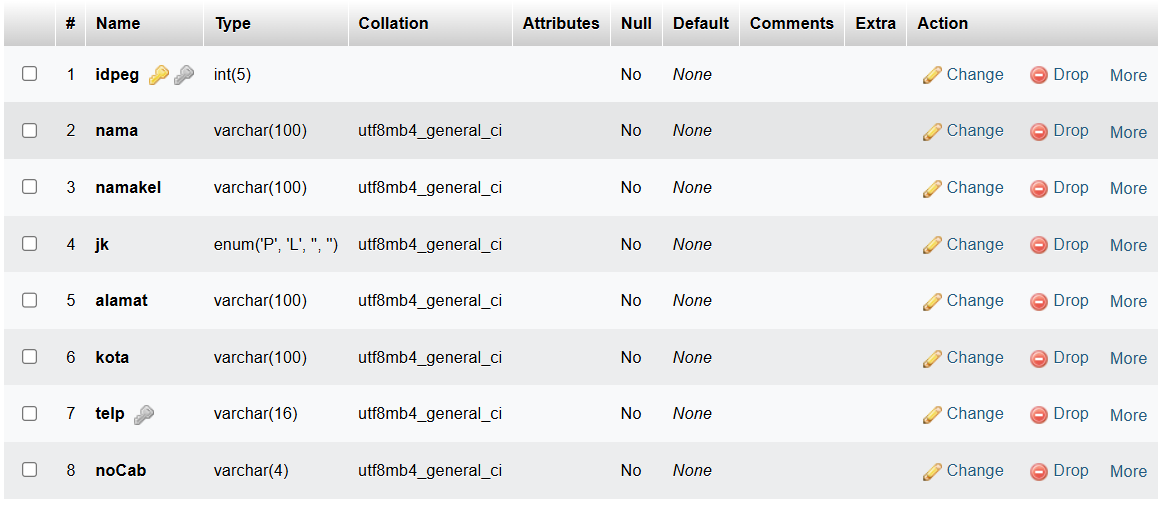 # Name Type Collation Attributes Null Default Comments Extra Action
1 idpeg int(5) No None Change Drop More
2 nama varchar(100) utf8mb4_general_ci No None Change Drop More
3 namakel varchar(100) utf8mb4_general_ci No None Change Drop More
4 jk enum('P', 'L', '', '') utf8mb4_general_ci No None Change Drop More
5 alamat varchar(100) utf8mb4_general_ci No None Change Drop More
6 kota varchar(100) utf8mb4_general_ci No None Change Drop More
7 telp varchar(16) utf8mb4_general_ci No None Change Drop More
8 noCab varchar(4) utf8mb4_general_ci No None Change Drop More